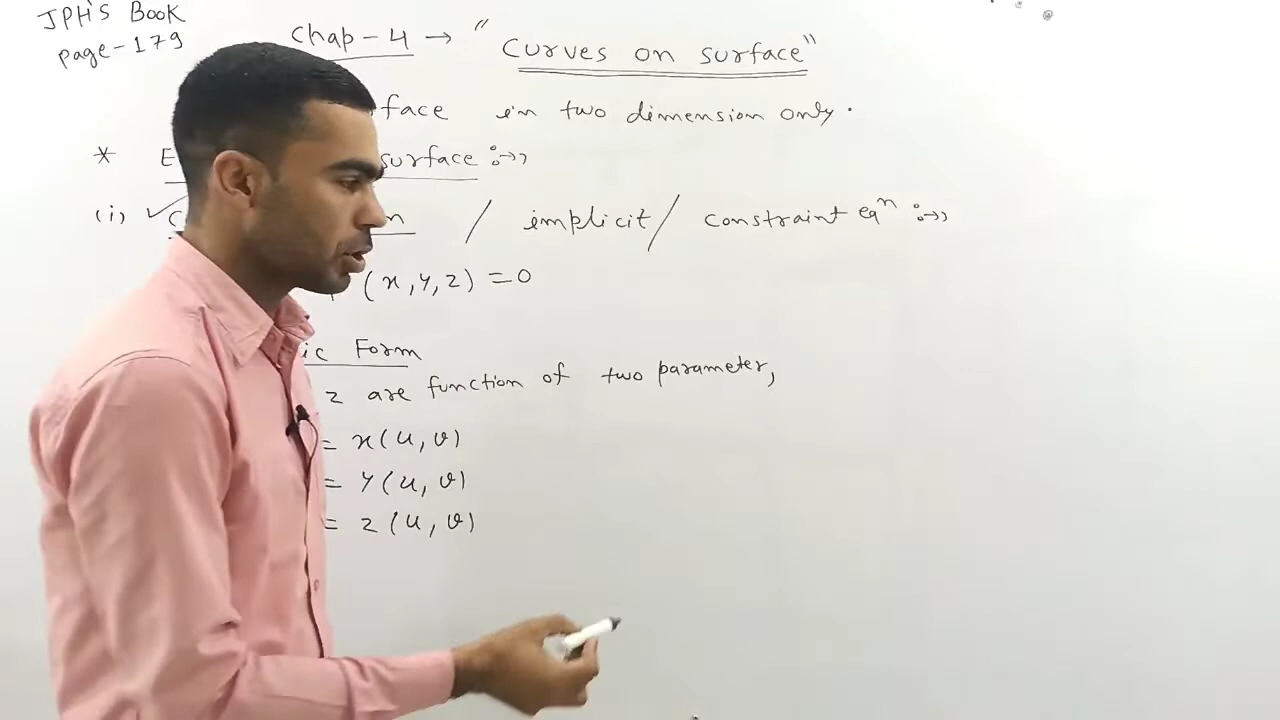 JPH'S Book
page-179
Chap-4 → "Curves on surface"
face in two dimension only.
* E surface :→→
(i) ✓ C n / implicit / constraint eqⁿ :→→
(x, y, z) = 0
ic Form
z are function of two parameter,
= x(u, v)
= y(u, v)
= z(u, v)